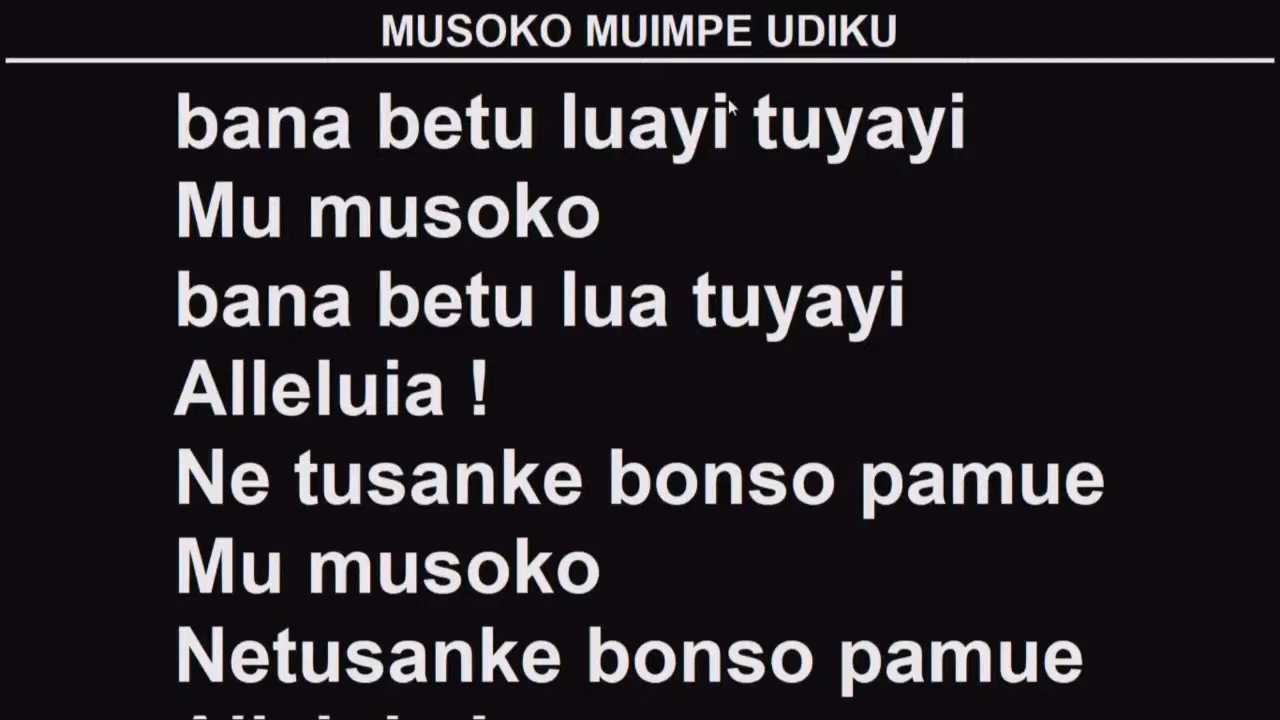 MUSOKO MUIMPE UDIKU
bana betu luayi tuyayi
Mu musoko
bana betu lua tuyayi
Alleluia !
Ne tusanke bonso pamue
Mu musoko
Netusanke bonso pamue